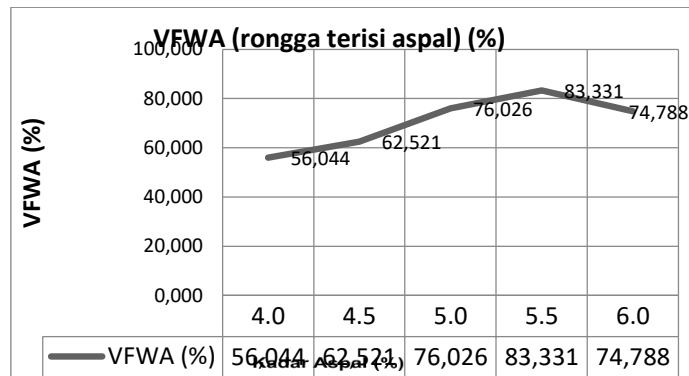 VFWA (rongga terisi aspal) (%)
VFWA (%)
100,000
80,000
60,000
40,000
20,000
0,000
56,044
62,521
76,026
83,331
74,788
4.0 4.5 5.0 5.5 6.0
VFWA (%) 56,044 62,521 76,026 83,331 74,788
Kadar Aspal (%)